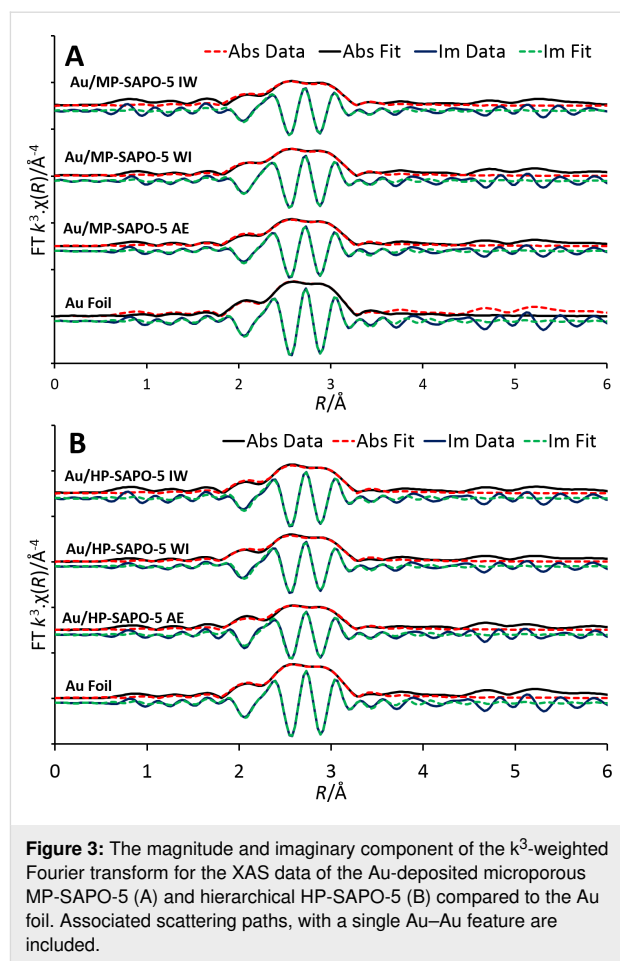 A
Abs Data Abs Fit Im Data Im Fit
Au/MP-SAPO-5 IW
Au/MP-SAPO-5 WI
Au/MP-SAPO-5 AE
Au Foil
FT k³.χ(R)/Å⁻⁴
0 1 2 3 4 5 6
R/Å
B
Abs Data Abs Fit Im Data Im Fit
Au/HP-SAPO-5 IW
Au/HP-SAPO-5 WI
Au/HP-SAPO-5 AE
Au Foil
FT k³.χ(R)/Å⁻⁴
0 1 2 3 4 5 6
R/Å
Figure 3: The magnitude and imaginary component of the k³-weighted
Fourier transform for the XAS data of the Au-deposited microporous
MP-SAPO-5 (A) and hierarchical HP-SAPO-5 (B) compared to the Au
foil. Associated scattering paths, with a single Au–Au feature are
included.